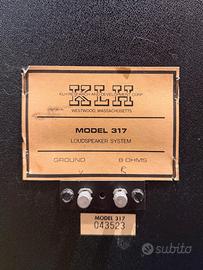 KLH
KLH RESEARCH AND DEVELOPMENT CORP.
WESTWOOD, MASSACHUSETTS
MODEL 317
LOUDSPEAKER SYSTEM
GROUND 8 OHMS
MODEL 317
043523
subito